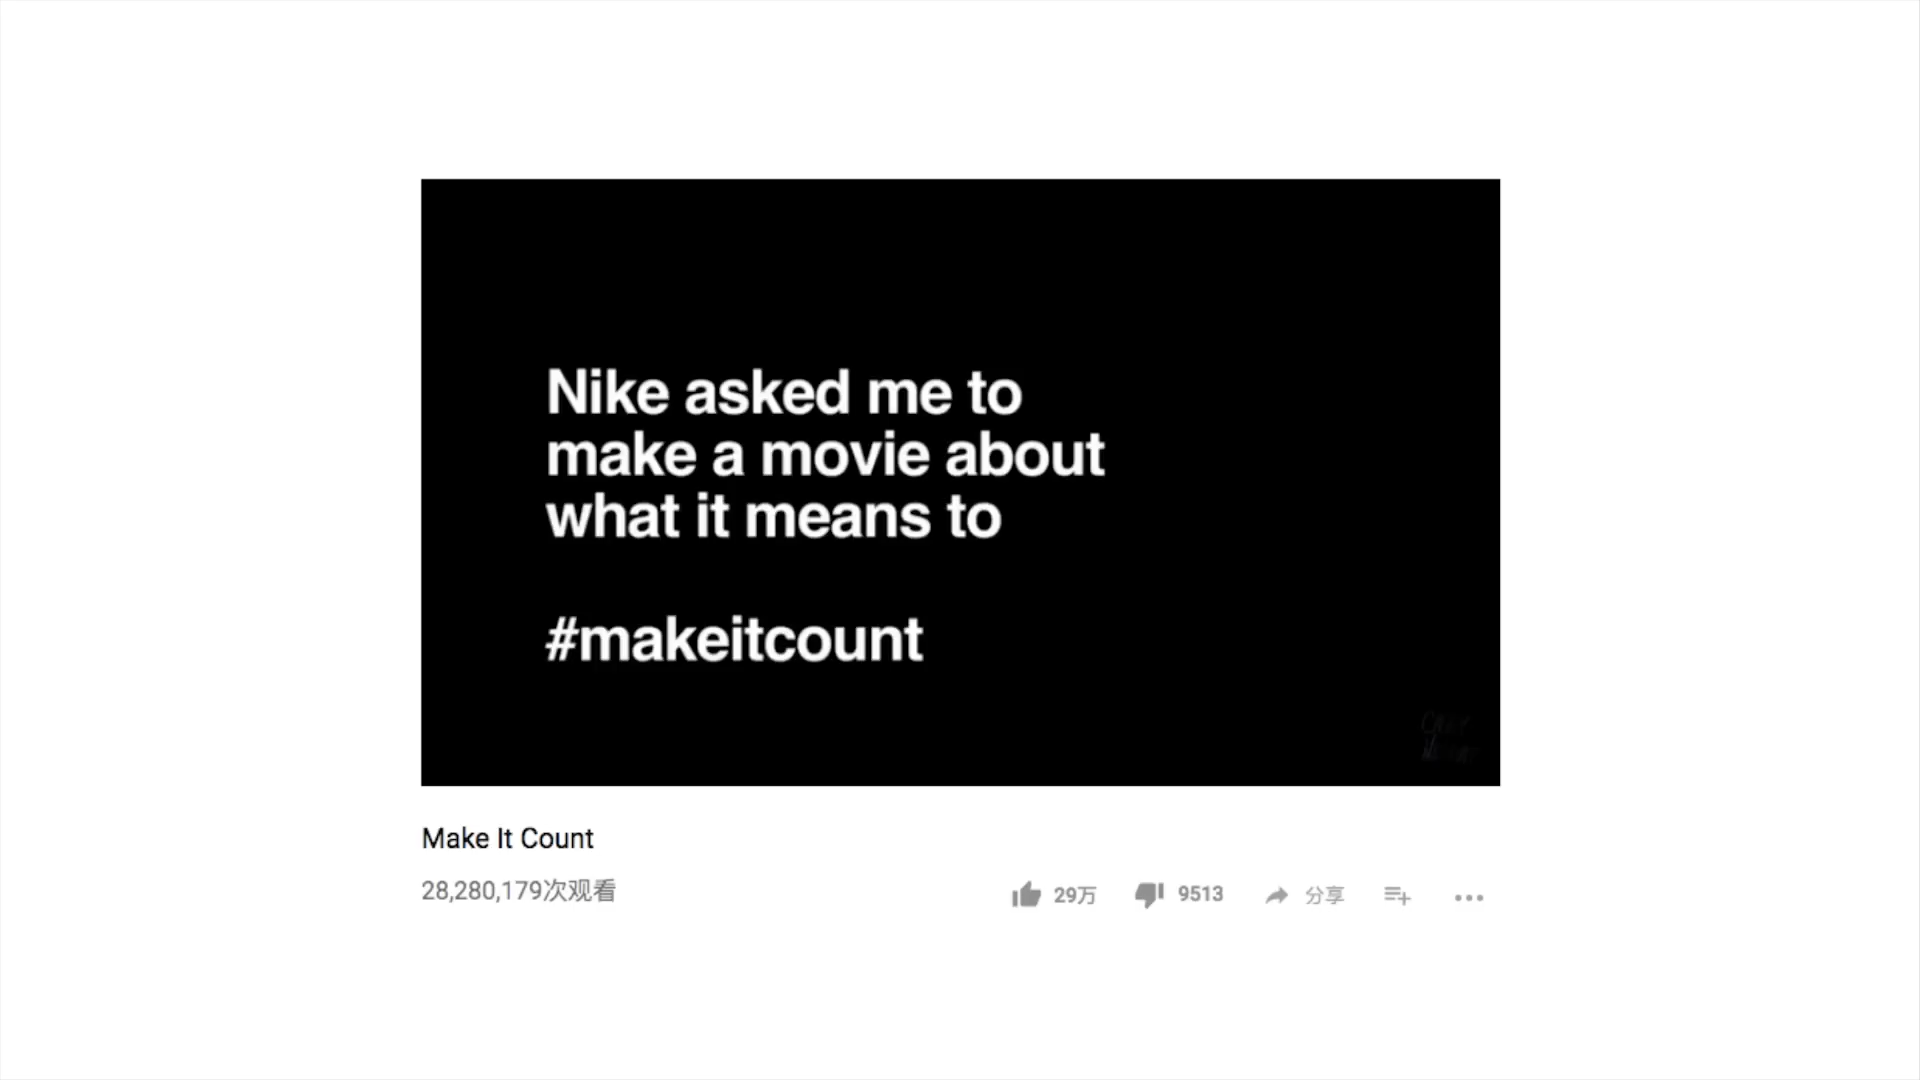 Nike asked me to
make a movie about
what it means to
#makeitcount
Make It Count
28,280,179次观看
29万
9513
分享